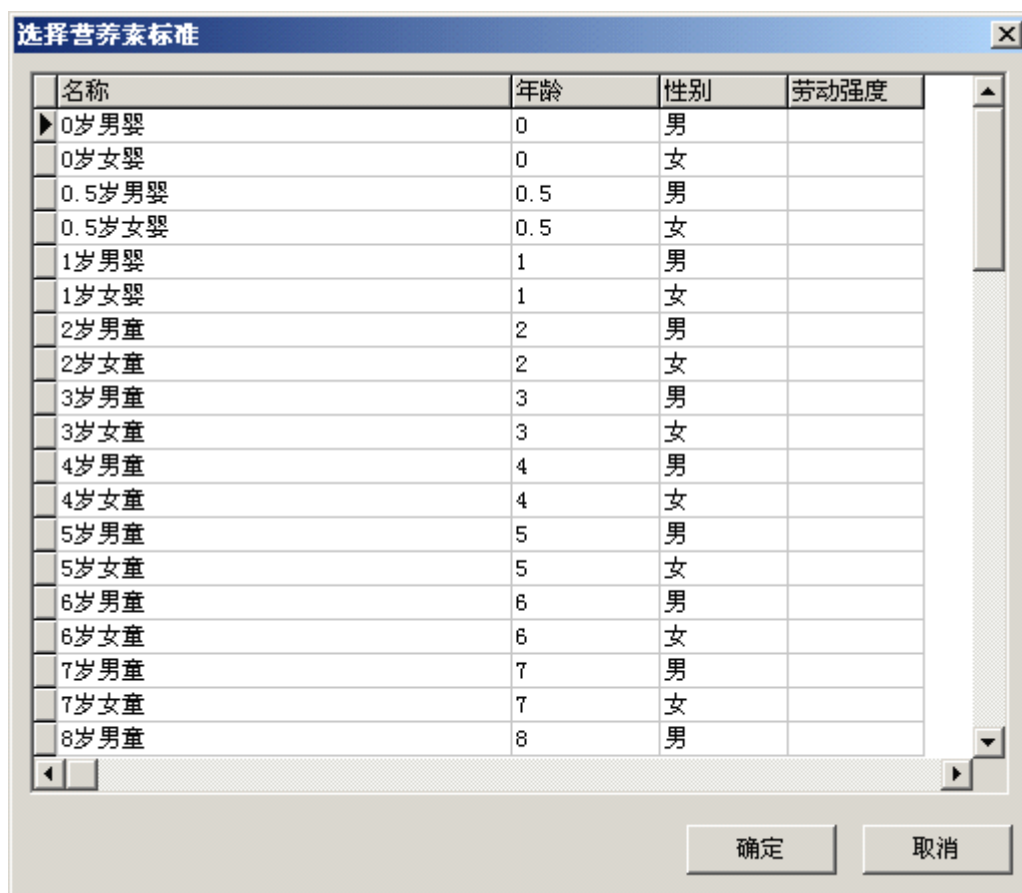 选择营养素标准
名称 年龄 性别 劳动强度
0岁男婴 0 男
0岁女婴 0 女
0.5岁男婴 0.5 男
0.5岁女婴 0.5 女
1岁男婴 1 男
1岁女婴 1 女
2岁男童 2 男
2岁女童 2 女
3岁男童 3 男
3岁女童 3 女
4岁男童 4 男
4岁女童 4 女
5岁男童 5 男
5岁女童 5 女
6岁男童 6 男
6岁女童 6 女
7岁男童 7 男
7岁女童 7 女
8岁男童 8 男
确定 取消